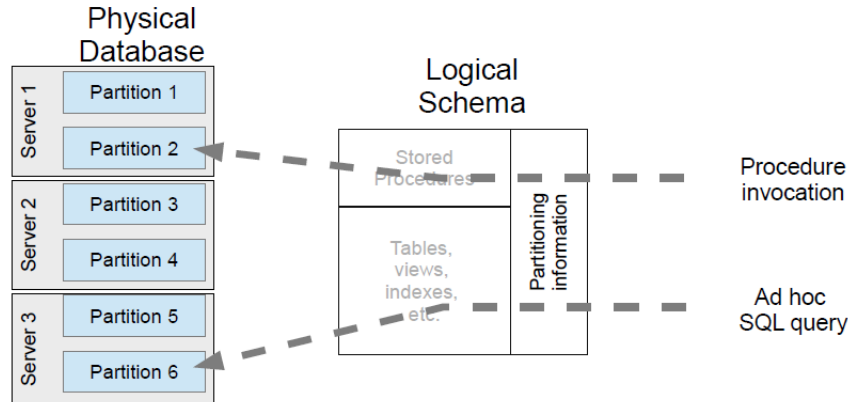 Physical
Database
Server 1
Partition 1
Partition 2
Server 2
Partition 3
Partition 4
Server 3
Partition 5
Partition 6
Logical
Schema
Stored
Procedures
Tables,
views,
indexes,
etc.
Partitioning
information
Procedure
invocation
Ad hoc
SQL query